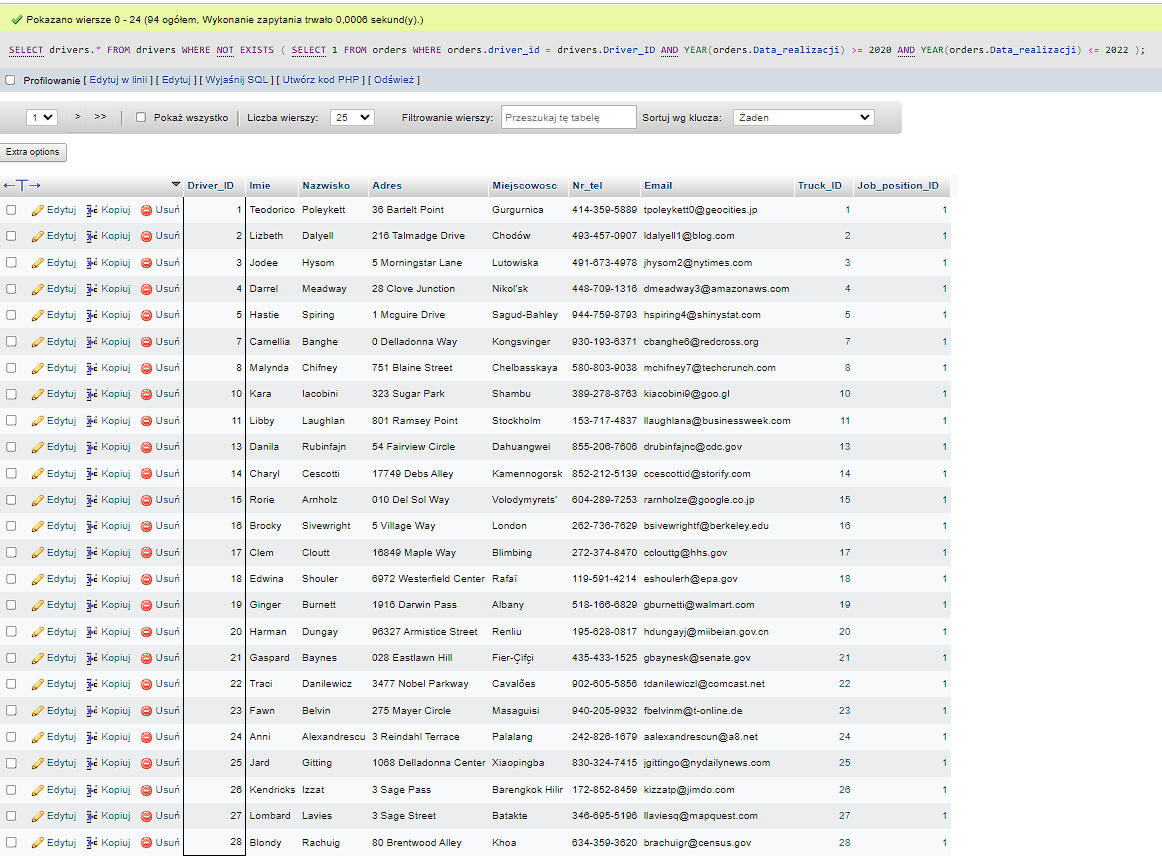 Pokazano wiersze 0 - 24 (94 ogółem, Wykonanie zapytania trwało 0,0006 sekund(y).)
SELECT drivers.* FROM drivers WHERE NOT EXISTS ( SELECT 1 FROM orders WHERE orders.driver_id = drivers.Driver_ID AND YEAR(orders.Data_realizacji) >= 2020 AND YEAR(orders.Data_realizacji) <= 2022 );
Profilowanie [ Edytuj w linii ] [ Edytuj ] [ Wyjaśnij SQL ] [ Utwórz kod PHP ] [ Odśwież ]
1 > >> Pokaż wszystko Liczba wierszy: 25 Filtrowanie wierszy: Przeszukaj tę tabelę Sortuj wg klucza: Żaden
Extra options
←T→ Driver_ID Imie Nazwisko Adres Miejscowosc Nr_tel Email Truck_ID Job_position_ID
Edytuj Kopiuj Usuń 1 Teodorico Poleykett 36 Bartelt Point Gurgurnica 414-359-5889 tpoleykett0@geocities.jp 1 1
Edytuj Kopiuj Usuń 2 Lizbeth Dalyell 216 Talmadge Drive Chodów 493-457-0907 ldalyell1@blog.com 2 1
Edytuj Kopiuj Usuń 3 Jodee Hysom 5 Morningstar Lane Lutowiska 491-673-4978 jhysom2@nytimes.com 3 1
Edytuj Kopiuj Usuń 4 Darrel Meadway 28 Clove Junction Nikol'sk 448-709-1316 dmeadway3@amazonaws.com 4 1
Edytuj Kopiuj Usuń 5 Hastie Spiring 1 Mcguire Drive Sagud-Bahley 944-759-8793 hspiring4@shinystat.com 5 1
Edytuj Kopiuj Usuń 7 Camellia Banghe 0 Delladonna Way Kongsvinger 930-193-6371 cbanghe6@redcross.org 7 1
Edytuj Kopiuj Usuń 8 Malynda Chifney 751 Blaine Street Chelbasskaya 580-803-9038 mchifney7@techcrunch.com 8 1
Edytuj Kopiuj Usuń 10 Kara Iacobini 323 Sugar Park Shambu 389-278-8763 kiacobini9@goo.gl 10 1
Edytuj Kopiuj Usuń 11 Libby Laughlan 801 Ramsey Point Stockholm 153-717-4837 llaughlana@businessweek.com 11 1
Edytuj Kopiuj Usuń 13 Danila Rubinfajn 54 Fairview Circle Dahuangwei 855-206-7606 drubinfajnc@cdc.gov 13 1
Edytuj Kopiuj Usuń 14 Charyl Cescotti 17749 Debs Alley Kamennogorsk 852-212-5139 ccescottid@storify.com 14 1
Edytuj Kopiuj Usuń 15 Rorie Arnholz 010 Del Sol Way Volodymyrets' 604-289-7253 rarnholze@google.co.jp 15 1
Edytuj Kopiuj Usuń 16 Brocky Sivewright 5 Village Way London 262-736-7629 bsivewrightf@berkeley.edu 16 1
Edytuj Kopiuj Usuń 17 Clem Cloutt 16849 Maple Way Blimbing 272-374-8470 cclouttg@hhs.gov 17 1
Edytuj Kopiuj Usuń 18 Edwina Shouler 6972 Westerfield Center Rafaï 119-591-4214 eshoulerh@epa.gov 18 1
Edytuj Kopiuj Usuń 19 Ginger Burnett 1916 Darwin Pass Albany 518-166-6829 gburnetti@walmart.com 19 1
Edytuj Kopiuj Usuń 20 Harman Dungay 96327 Armistice Street Renliu 195-628-0817 hdungayj@miibeian.gov.cn 20 1
Edytuj Kopiuj Usuń 21 Gaspard Baynes 028 Eastlawn Hill Fier-Çifçi 435-433-1525 gbaynesk@senate.gov 21 1
Edytuj Kopiuj Usuń 22 Traci Danilewicz 3477 Nobel Parkway Cavalões 902-605-5856 tdanilewiczl@comcast.net 22 1
Edytuj Kopiuj Usuń 23 Fawn Belvin 275 Mayer Circle Masaguisi 940-205-9932 fbelvinm@t-online.de 23 1
Edytuj Kopiuj Usuń 24 Anni Alexandrescu 3 Reindahl Terrace Palalang 242-826-1679 aalexandrescun@a8.net 24 1
Edytuj Kopiuj Usuń 25 Jard Gitting 1068 Delladonna Center Xiaopingba 830-324-7415 jgittingo@nydailynews.com 25 1
Edytuj Kopiuj Usuń 26 Kendricks Izzat 3 Sage Pass Barengkok Hilir 172-852-8459 kizzatp@jimdo.com 26 1
Edytuj Kopiuj Usuń 27 Lombard Lavies 3 Sage Street Batakte 346-695-5196 llaviesq@mapquest.com 27 1
Edytuj Kopiuj Usuń 28 Blondy Rachuig 80 Brentwood Alley Khoa 634-359-3620 brachuigr@census.gov 28 1